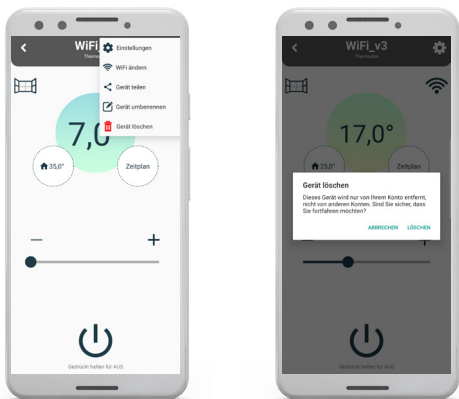 WiFi
Thermostat
Einstellungen
WiFi ändern
Gerät teilen
Gerät umbenennen
Gerät löschen
7,0°
35,0°
Zeitplan
Gedrückt halten für AUS
WiFi_v3
Thermostat
17,0°
25,0°
Zeitplan
Gerät löschen
Dieses Gerät wird nur von Ihrem Konto entfernt,
nicht von anderen Konten. Sind Sie sicher, dass
Sie fortfahren möchten?
ABBRECHEN LÖSCHEN
Gedrückt halten für AUS